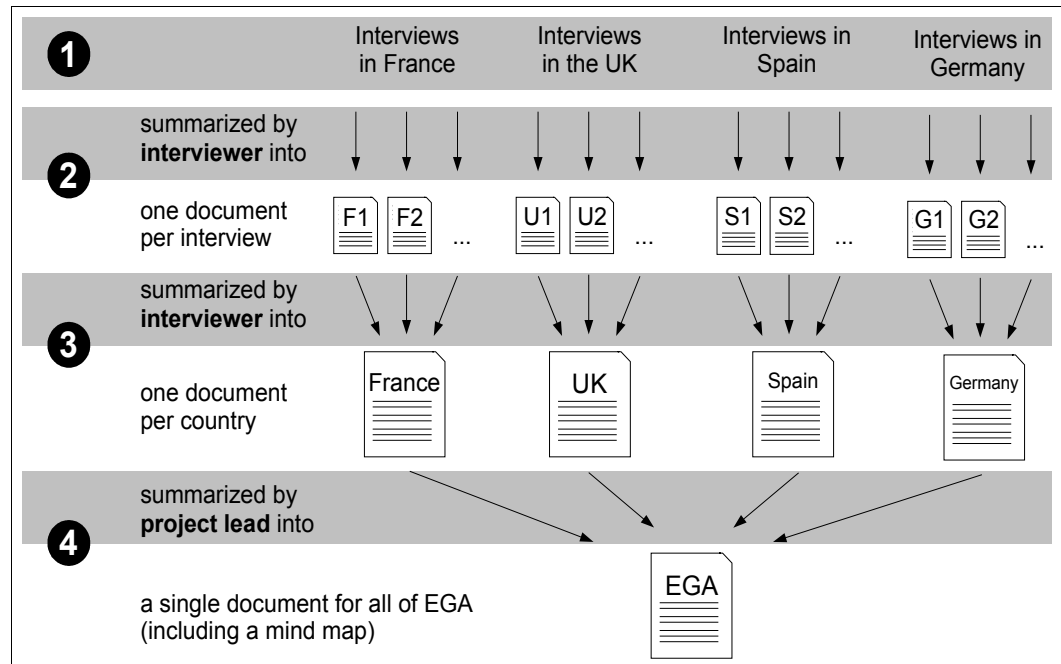 1
Interviews
in France
Interviews
in the UK
Interviews in
Spain
Interviews in
Germany
2
summarized by
interviewer into
one document
per interview
F1
F2
...
U1
U2
...
S1
S2
...
G1
G2
...
3
summarized by
interviewer into
one document
per country
France
UK
Spain
Germany
4
summarized by
project lead into
a single document for all of EGA
(including a mind map)
EGA